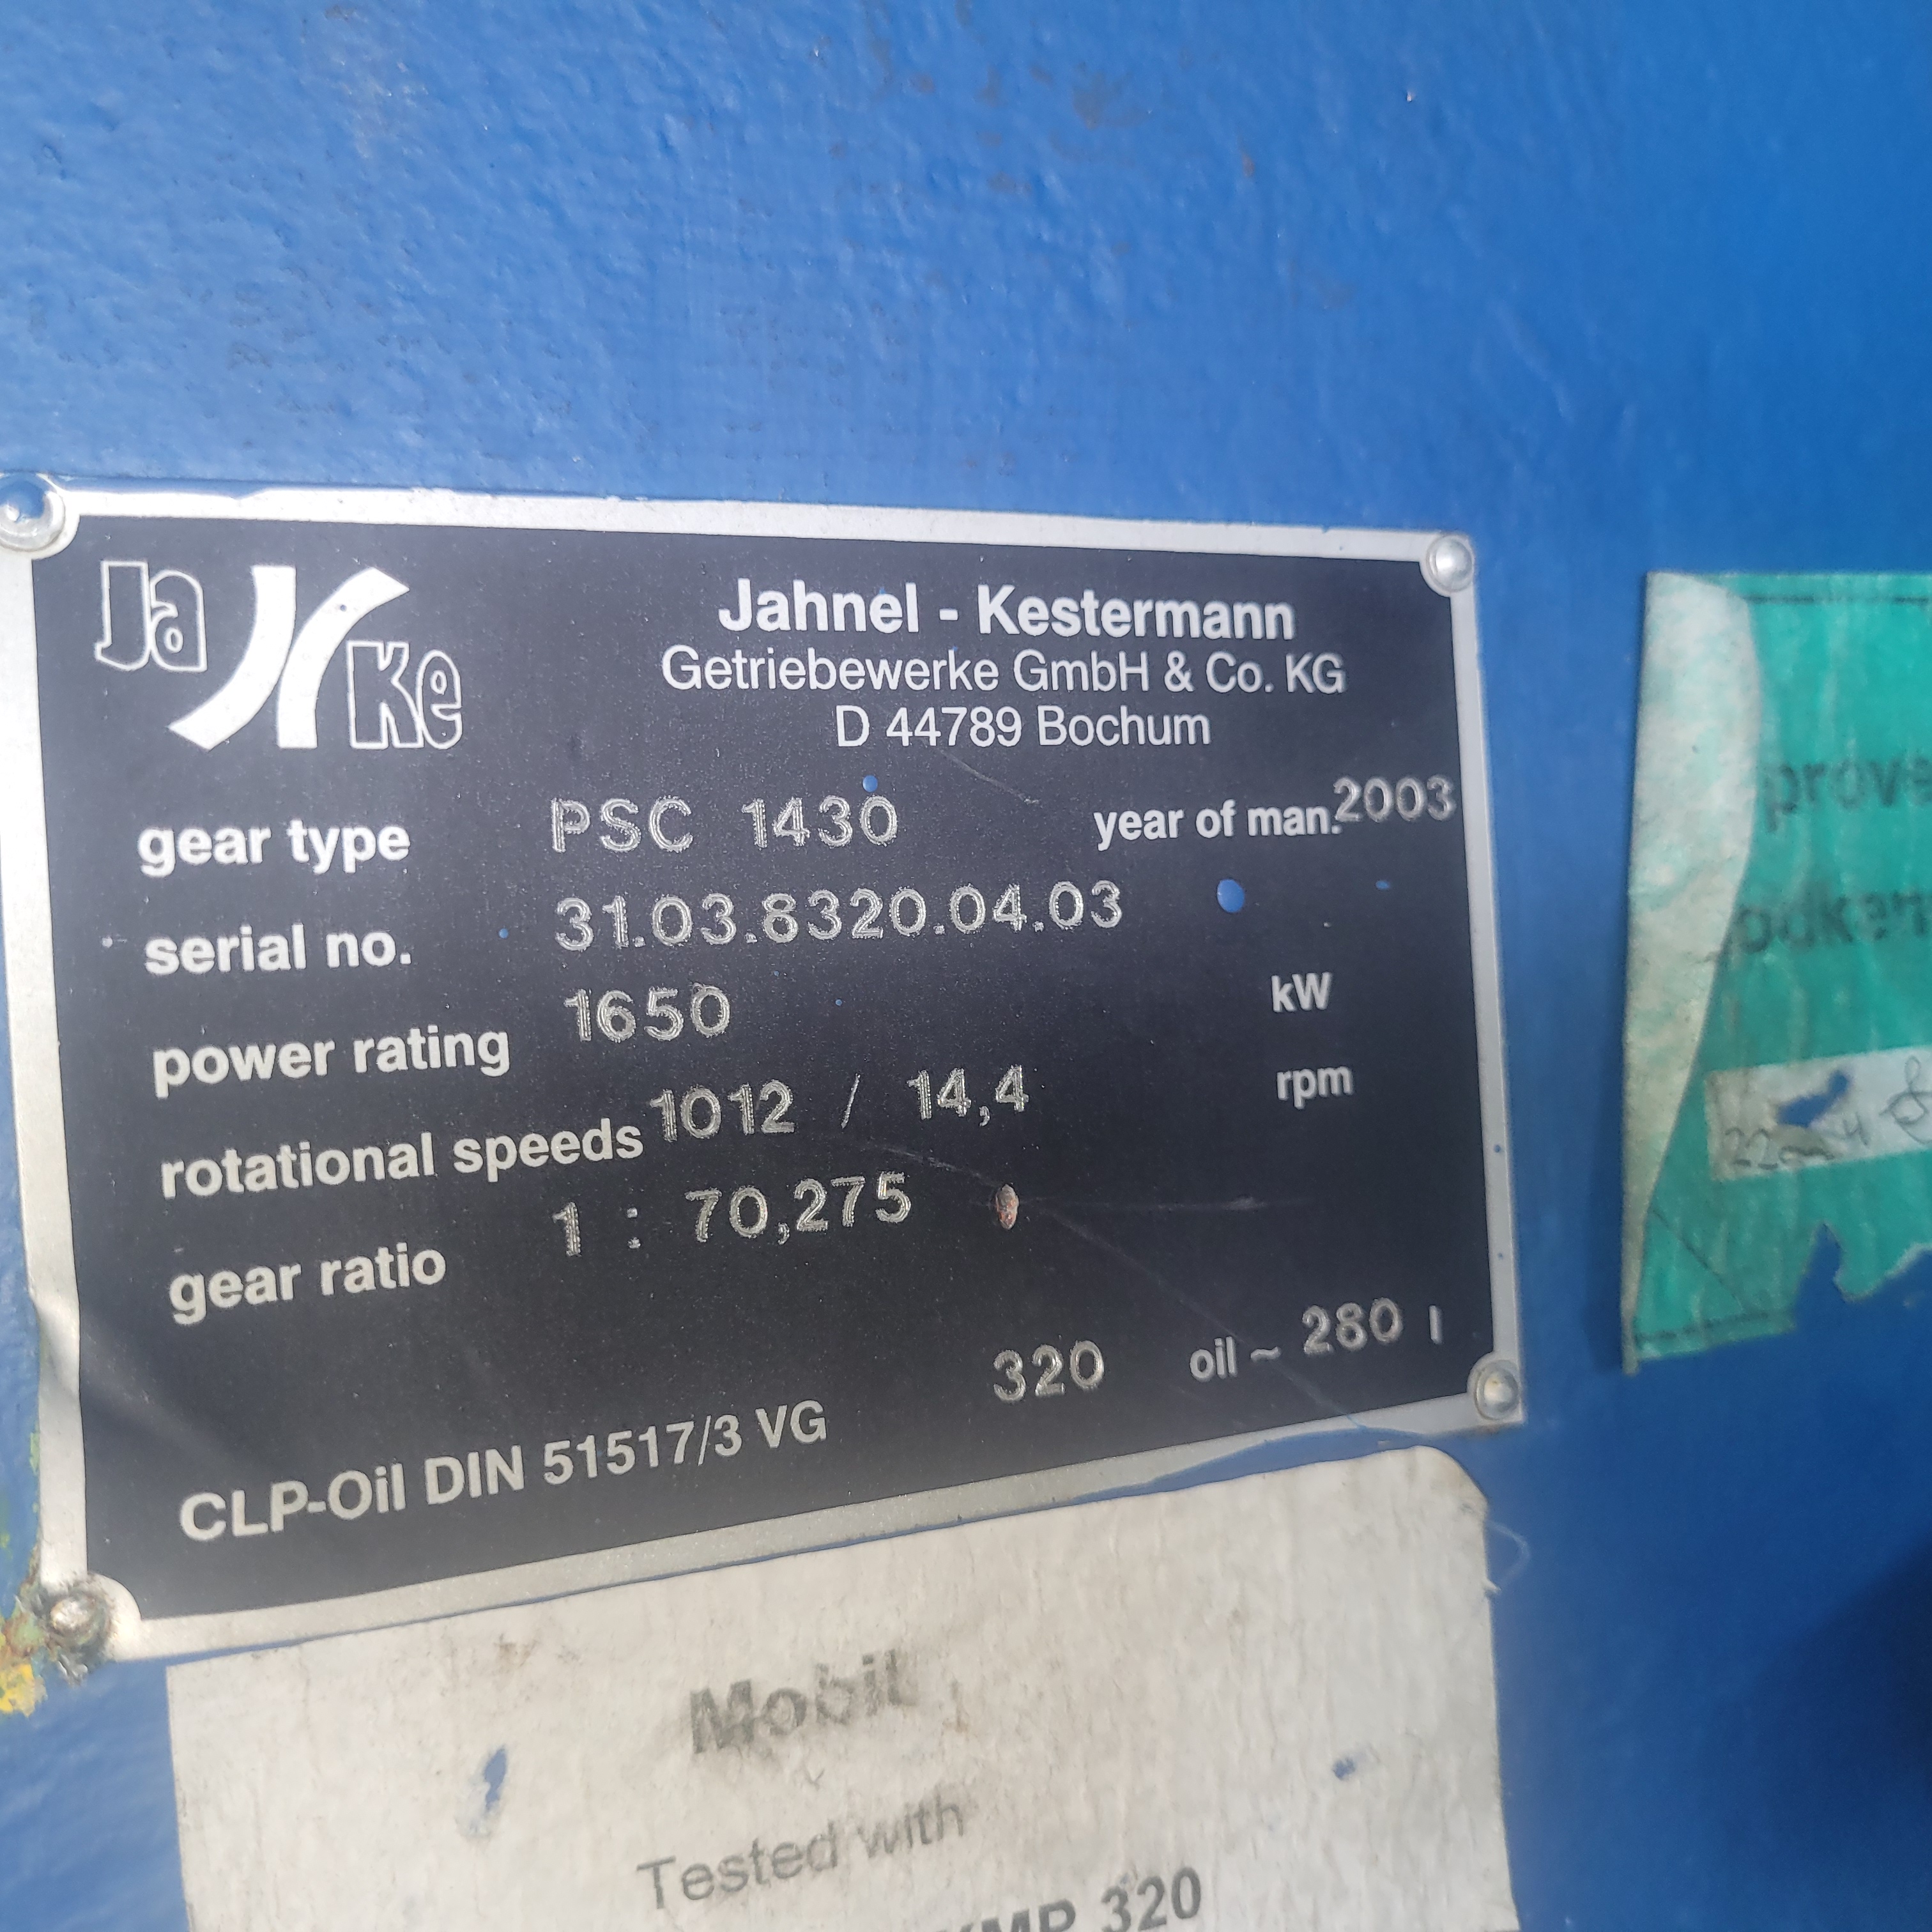 Ja Ke
Jahnel - Kestermann
Getriebewerke GmbH & Co. KG
D 44789 Bochum
gear type PSC 1430 year of man. 2003
serial no. 31.03.8320.04.03
power rating 1650 kW
rotational speeds 1012 / 14,4 rpm
gear ratio 1 : 70,275
CLP-Oil DIN 51517/3 VG 320 oil ~ 280 l
Mobil
Tested with
XMP 320